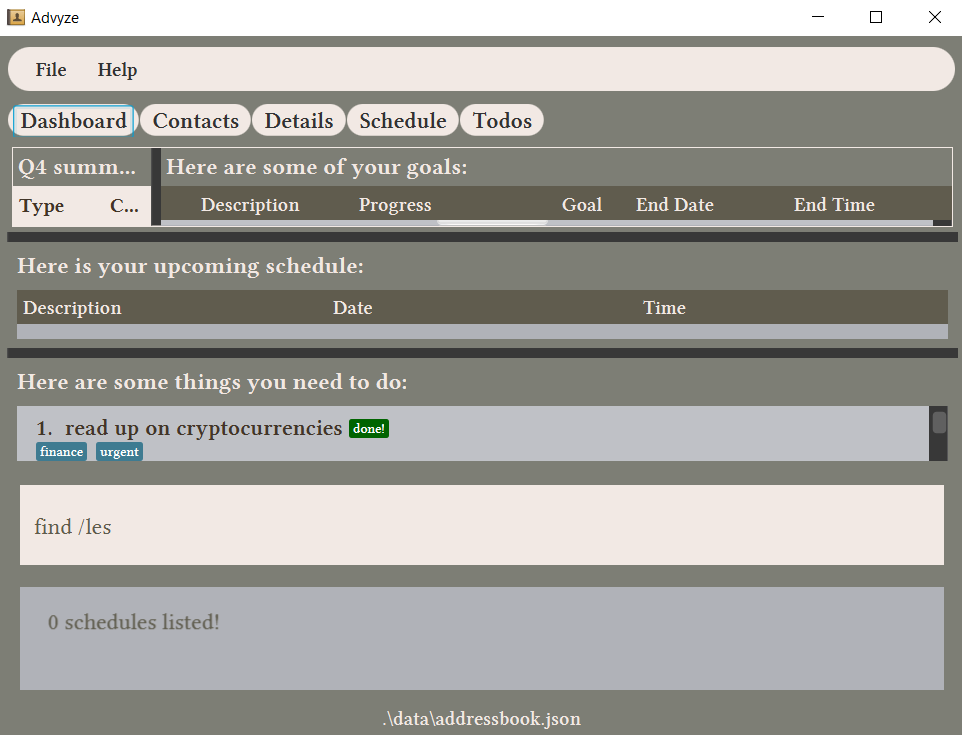 Advyze
File Help
Dashboard Contacts Details Schedule Todos
Q4 summ... Here are some of your goals:
Type C... Description Progress Goal End Date End Time
Here is your upcoming schedule:
Description Date Time
Here are some things you need to do:
1. read up on cryptocurrencies done!
finance urgent
find /les
0 schedules listed!
.\data\addressbook.json